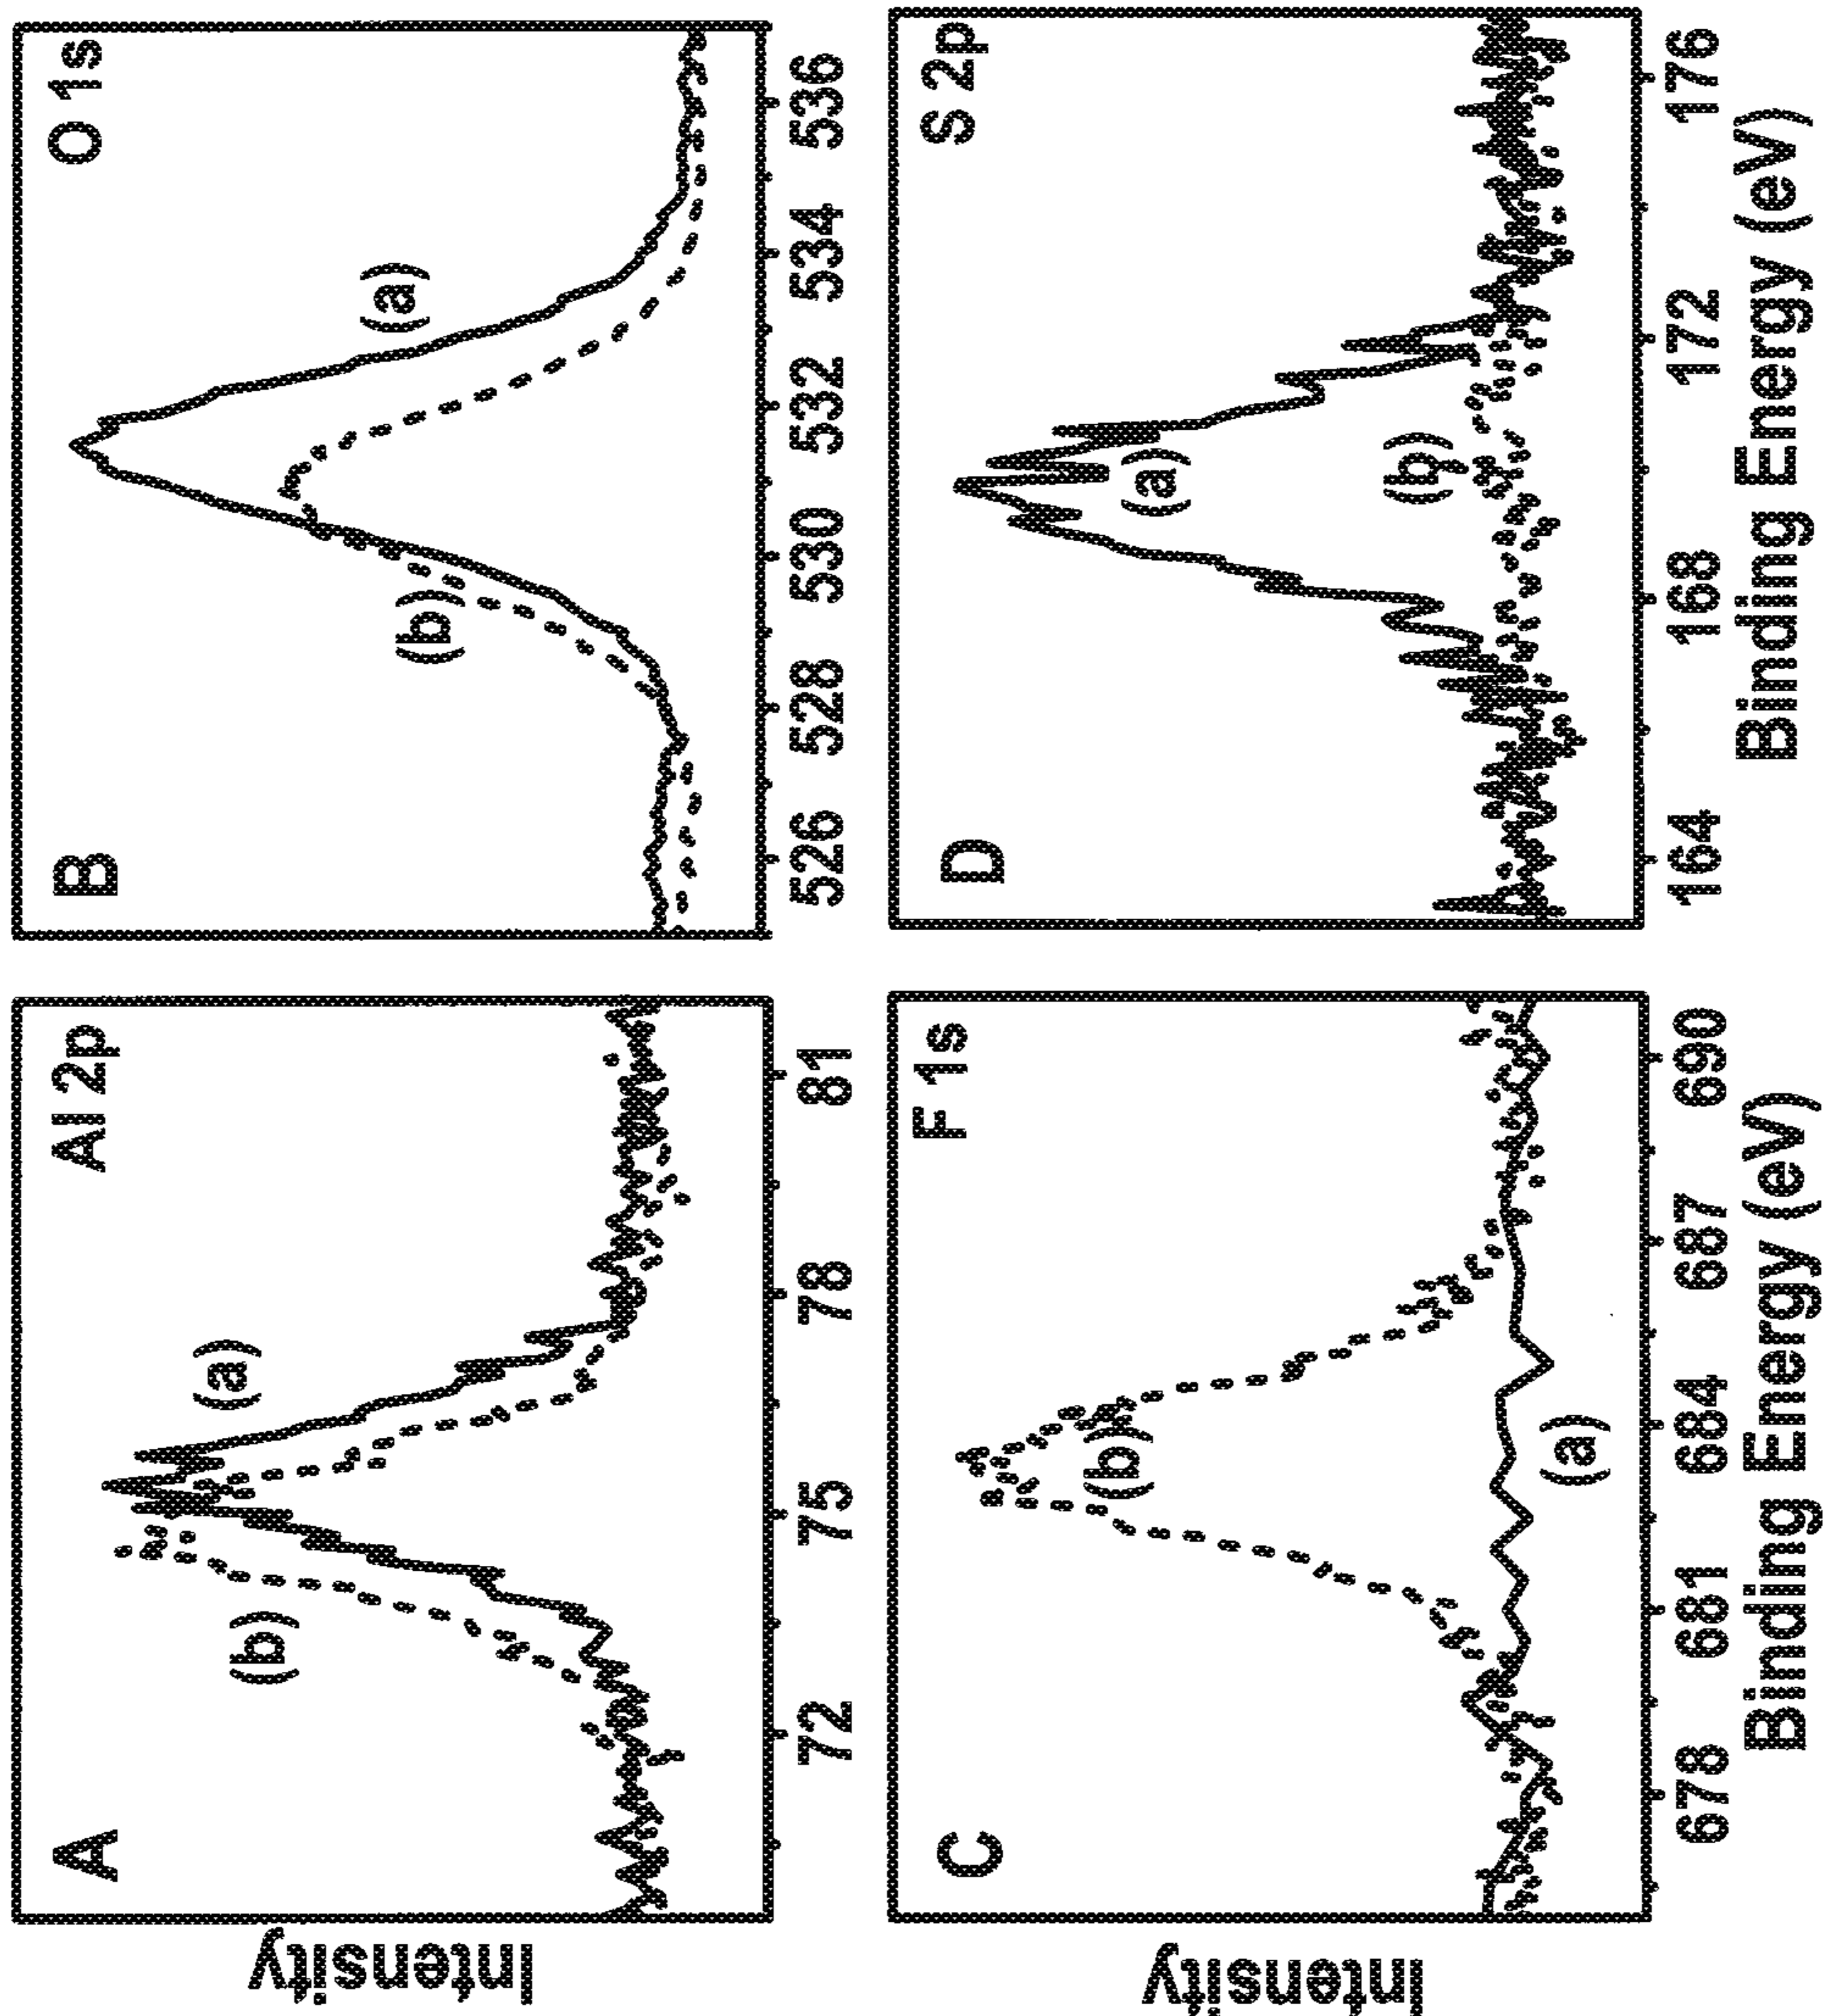 A
Al 2p
(a)
(b)
Intensity
72 75 78 81
B
O 1s
(a)
(b)
526 528 530 532 534 536
C
F 1s
(b)
(a)
Intensity
678 681 684 687 690
Binding Energy (eV)
D
S 2p
(a)
(b)
164 168 172 176
Binding Energy (eV)